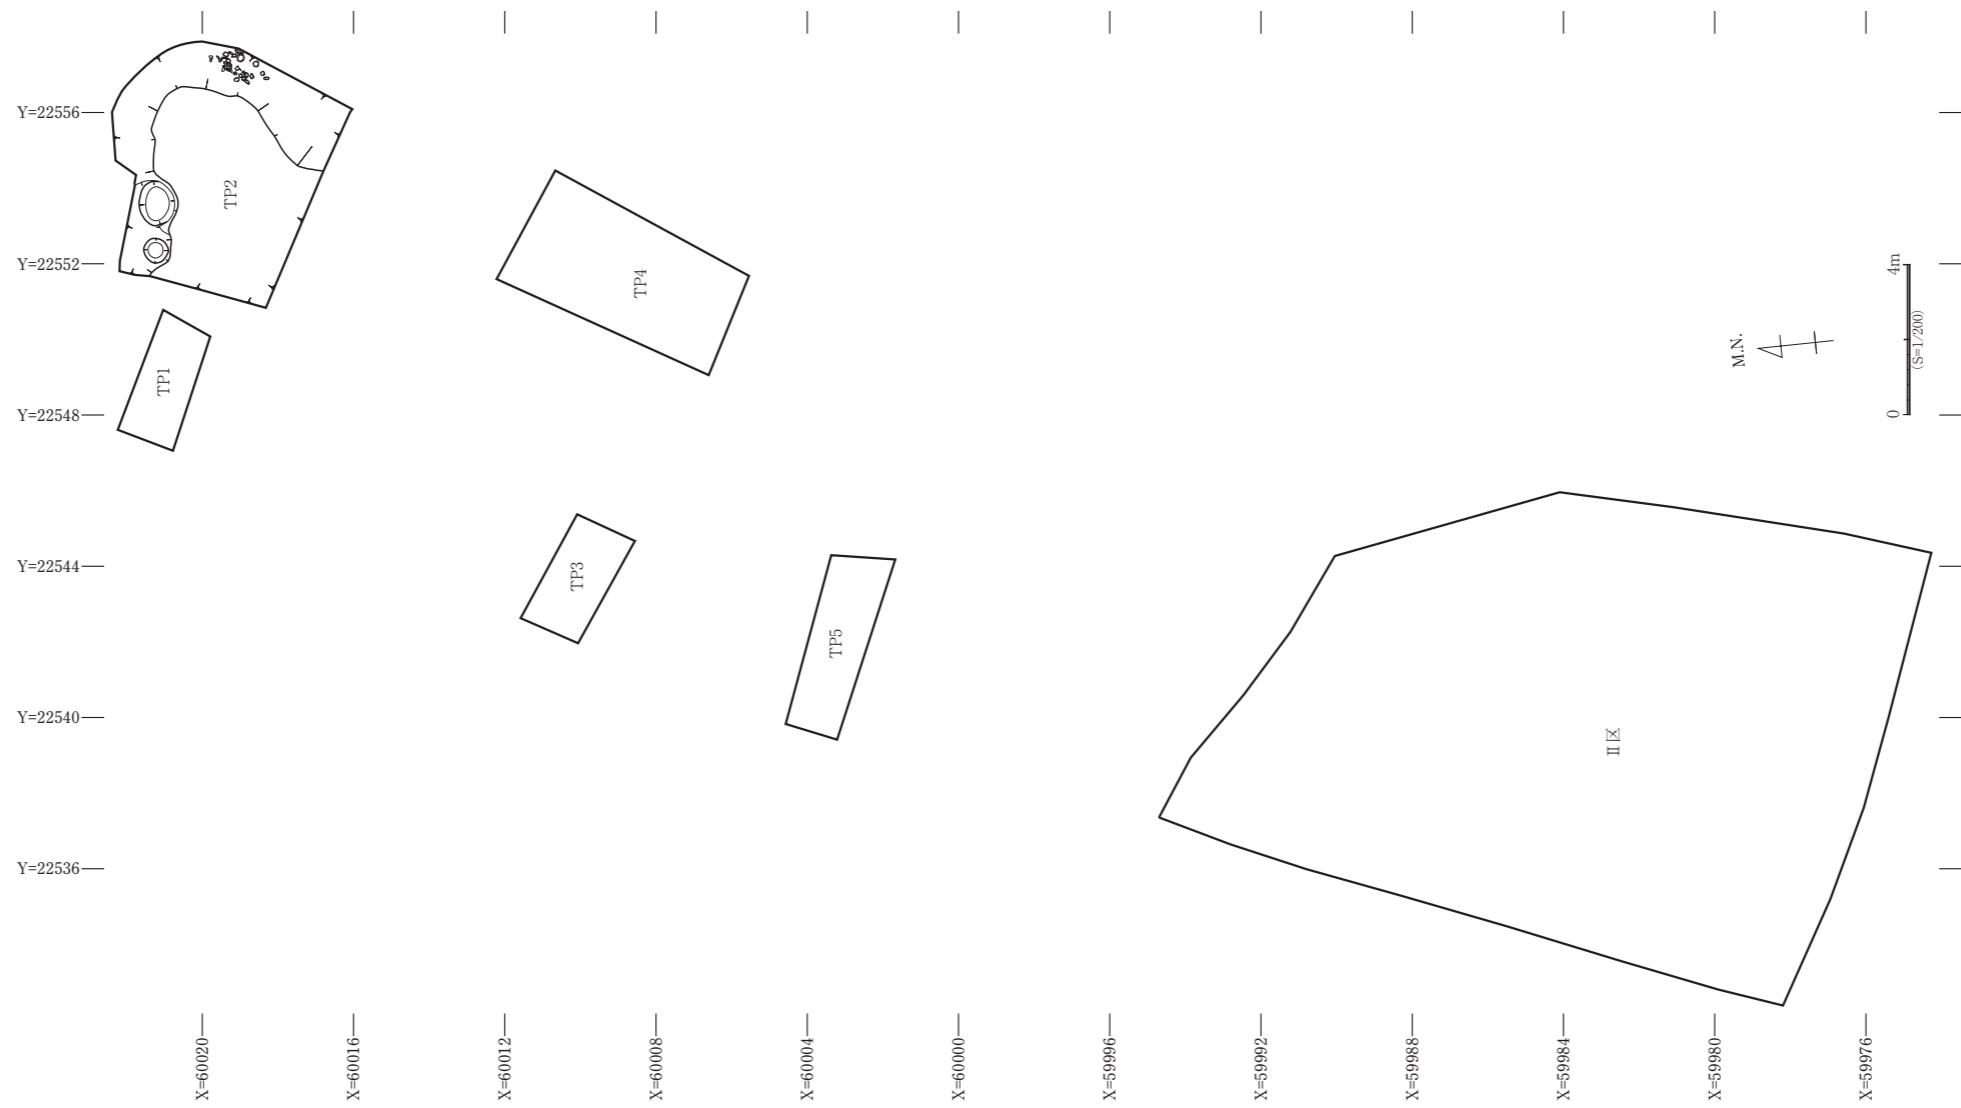 Y=22556
Y=22552
Y=22548
Y=22544
Y=22540
Y=22536
TP2
TP1
TP4
TP3
TP5
II区
M.N.
0
4m
(S=1/200)
X=60020
X=60016
X=60012
X=60008
X=60004
X=60000
X=59996
X=59992
X=59988
X=59984
X=59980
X=59976